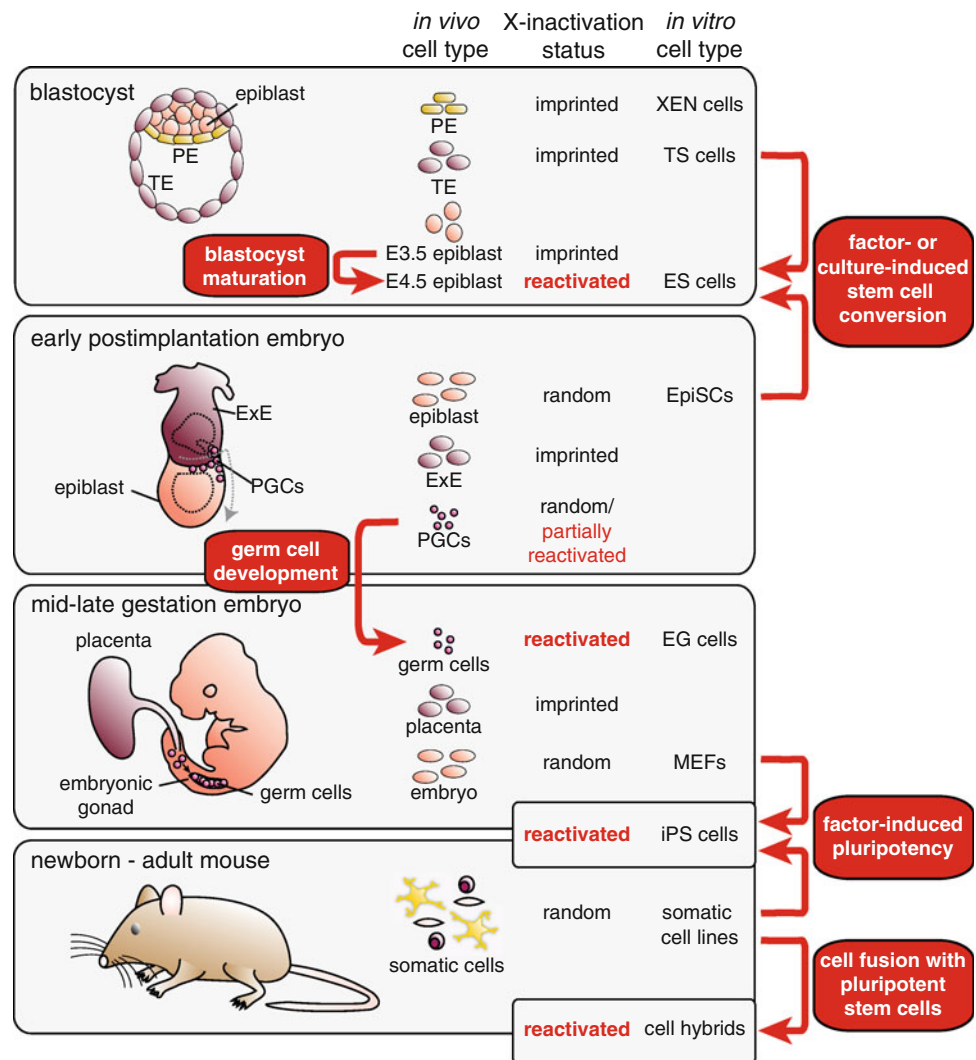 in vivo
cell type
X-inactivation
status
in vitro
cell type
blastocyst
epiblast
PE
TE
PE
imprinted
XEN cells
TE
imprinted
TS cells
E3.5 epiblast
imprinted
E4.5 epiblast
reactivated
ES cells
blastocyst
maturation
factor- or
culture-induced
stem cell
conversion
early postimplantation embryo
ExE
PGCs
epiblast
epiblast
random
EpiSCs
ExE
imprinted
PGCs
random/
partially
reactivated
germ cell
development
mid-late gestation embryo
placenta
embryonic
gonad
germ cells
germ cells
reactivated
EG cells
placenta
imprinted
embryo
random
MEFs
reactivated
iPS cells
factor-induced
pluripotency
newborn - adult mouse
somatic cells
random
somatic
cell lines
cell fusion with
pluripotent
stem cells
reactivated
cell hybrids